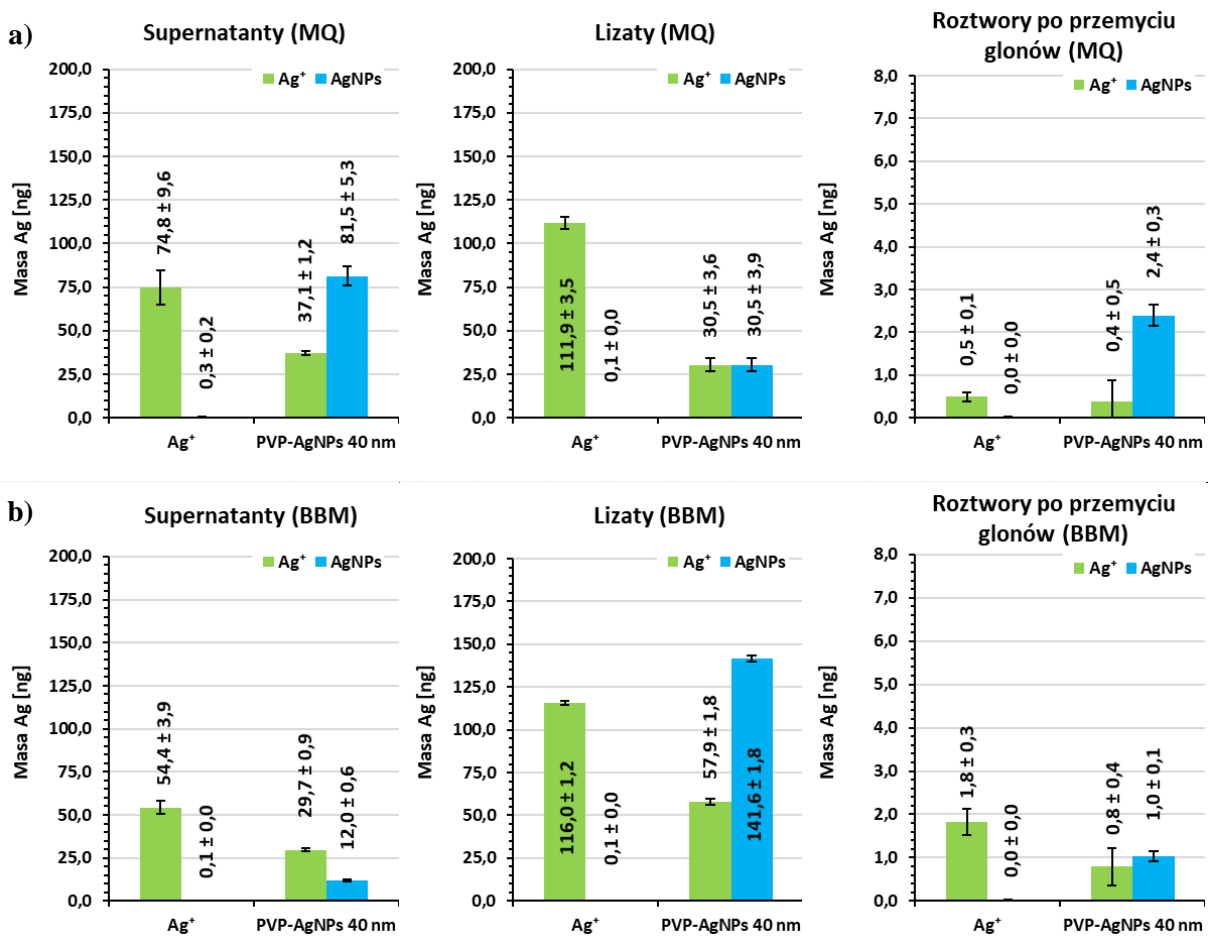 a)
Supernatanty (MQ)
Ag⁺ AgNPs
Masa Ag [ng]
200,0
175,0
150,0
125,0
100,0
75,0
50,0
25,0
0,0
74,8 ± 9,6
0,3 ± 0,2
37,1 ± 1,2
81,5 ± 5,3
Ag⁺ PVP-AgNPs 40 nm
Lizaty (MQ)
Ag⁺ AgNPs
Masa Ag [ng]
200,0
175,0
150,0
125,0
100,0
75,0
50,0
25,0
0,0
111,9 ± 3,5
0,1 ± 0,0
30,5 ± 3,6
30,5 ± 3,9
Ag⁺ PVP-AgNPs 40 nm
Roztwory po przemyciu
glonów (MQ)
Ag⁺ AgNPs
Masa Ag [ng]
8,0
7,0
6,0
5,0
4,0
3,0
2,0
1,0
0,0
0,5 ± 0,1
0,0 ± 0,0
0,4 ± 0,5
2,4 ± 0,3
Ag⁺ PVP-AgNPs 40 nm
b)
Supernatanty (BBM)
Ag⁺ AgNPs
Masa Ag [ng]
200,0
175,0
150,0
125,0
100,0
75,0
50,0
25,0
0,0
54,4 ± 3,9
0,1 ± 0,0
29,7 ± 0,9
12,0 ± 0,6
Ag⁺ PVP-AgNPs 40 nm
Lizaty (BBM)
Ag⁺ AgNPs
Masa Ag [ng]
200,0
175,0
150,0
125,0
100,0
75,0
50,0
25,0
0,0
116,0 ± 1,2
0,1 ± 0,0
57,9 ± 1,8
141,6 ± 1,8
Ag⁺ PVP-AgNPs 40 nm
Roztwory po przemyciu
glonów (BBM)
Ag⁺ AgNPs
Masa Ag [ng]
8,0
7,0
6,0
5,0
4,0
3,0
2,0
1,0
0,0
1,8 ± 0,3
0,0 ± 0,0
0,8 ± 0,4
1,0 ± 0,1
Ag⁺ PVP-AgNPs 40 nm